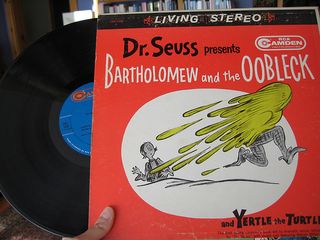 LIVING STEREO
Dr. Seuss presents
RCA
CAMDEN
BARTHOLOMEW and the OOBLECK
and YERTLE the TURTLE